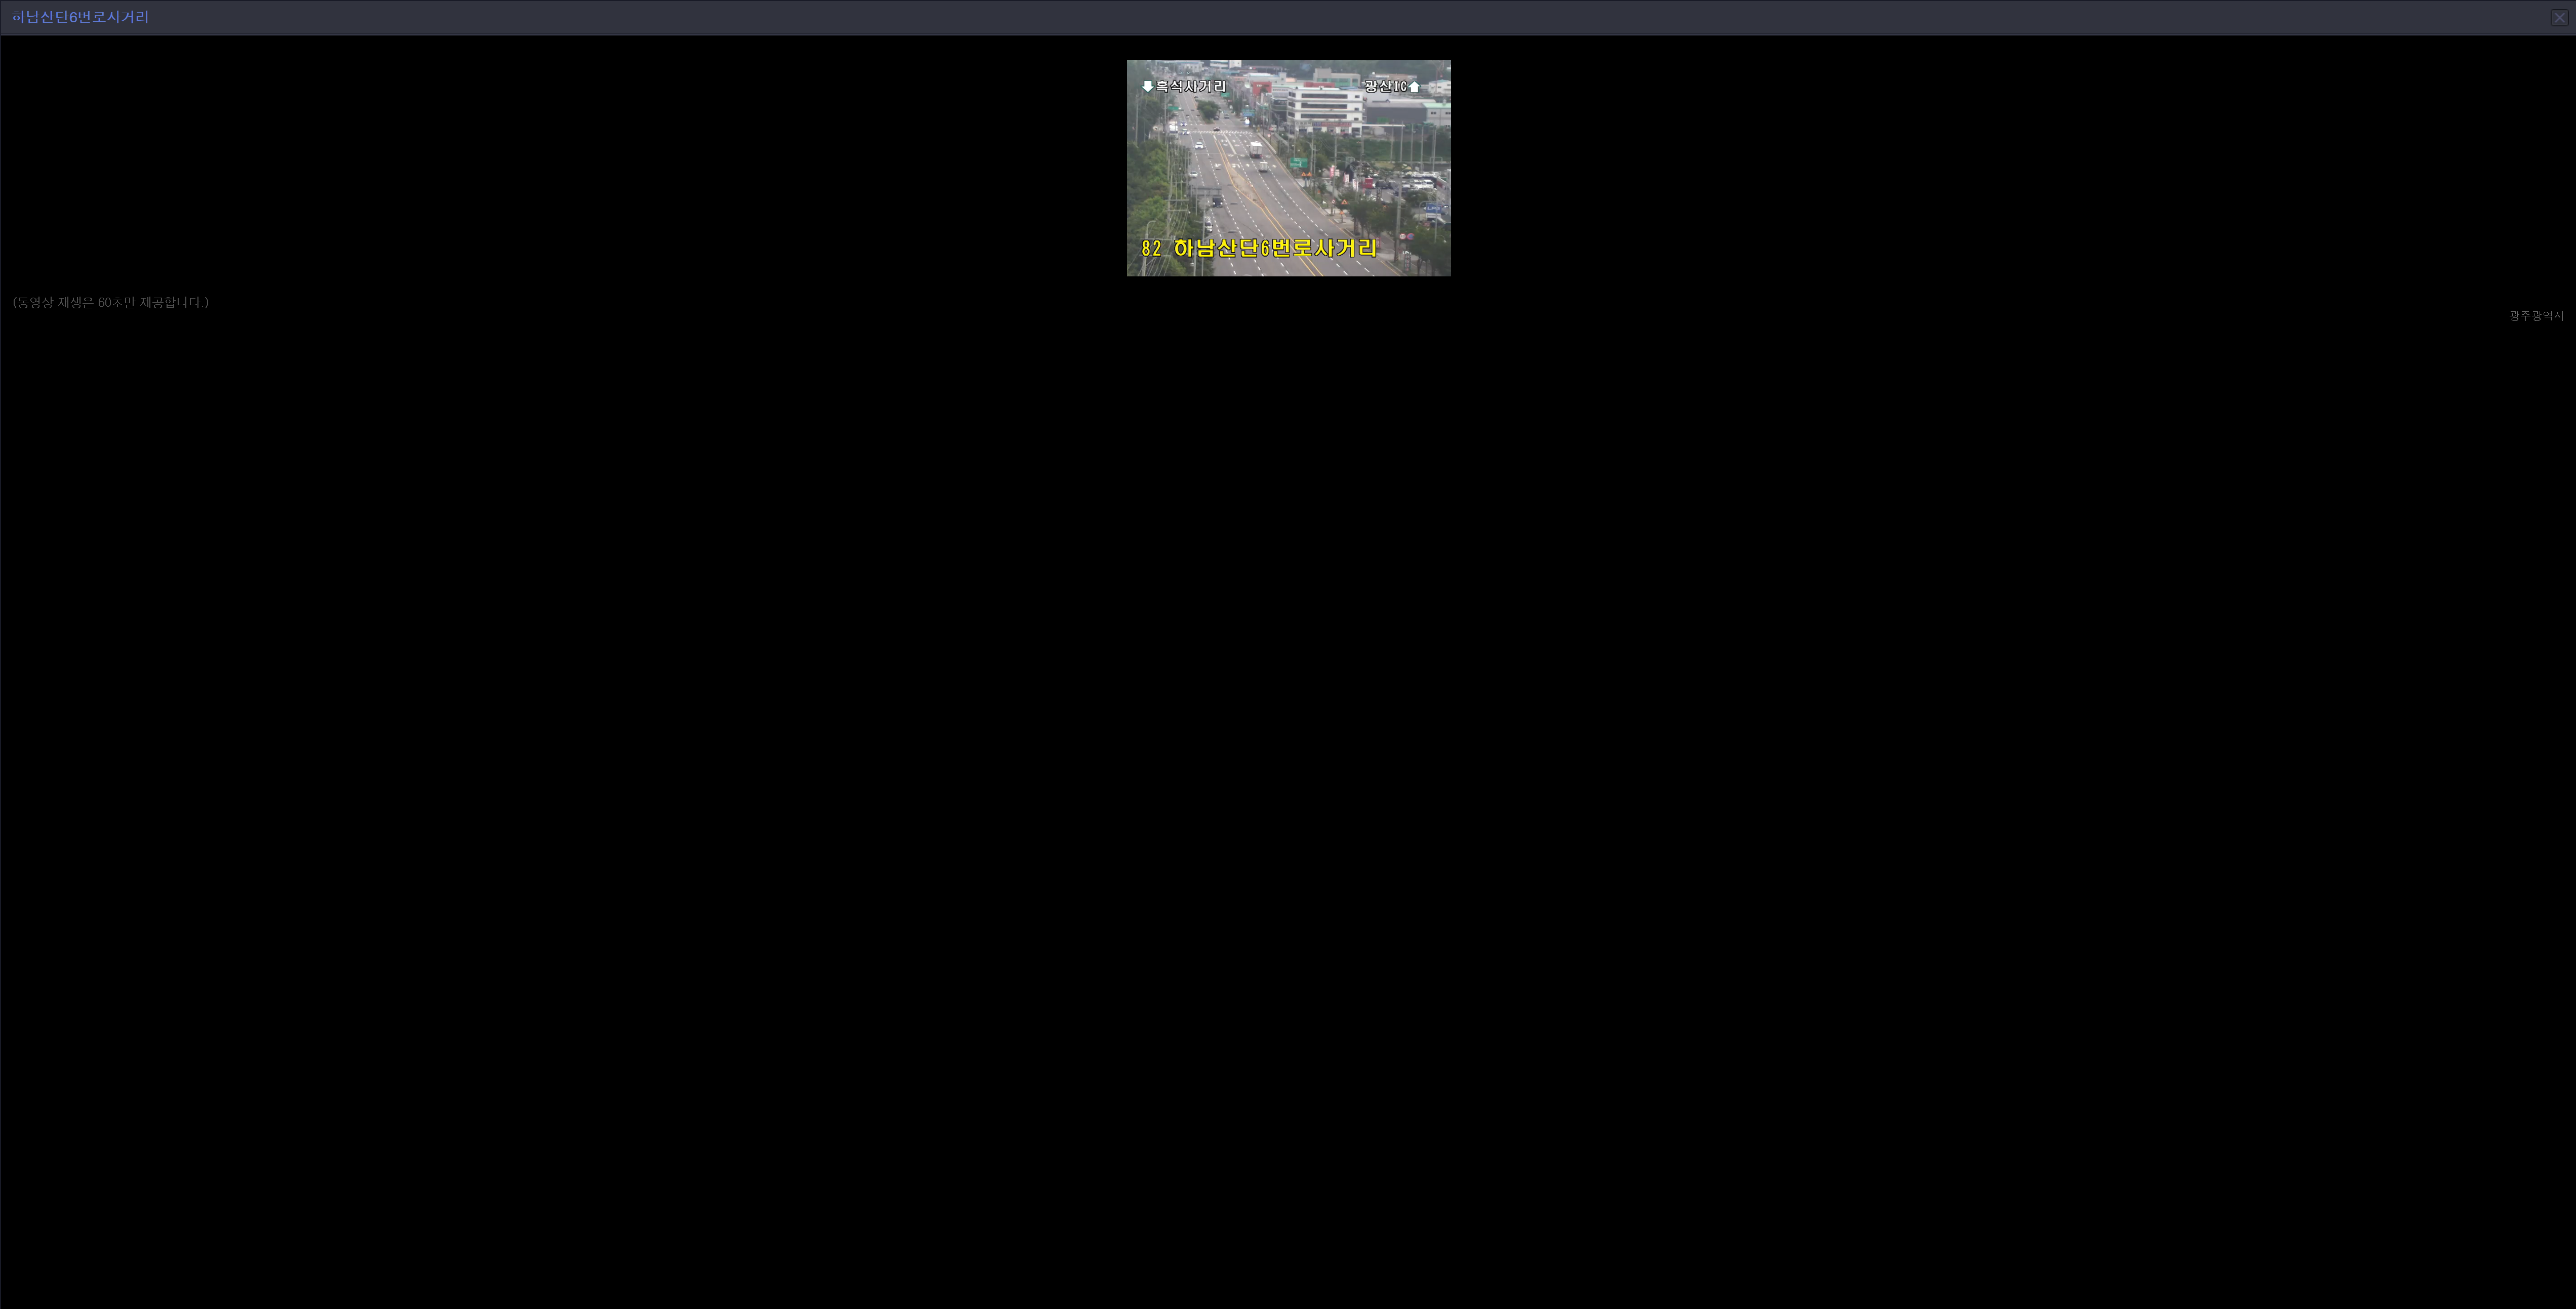 하남산단6번로사거리
⬇흑석사거리
광산IC⬆
82 하남산단6번로사거리
(동영상 재생은 60초만 제공합니다.)
광주광역시